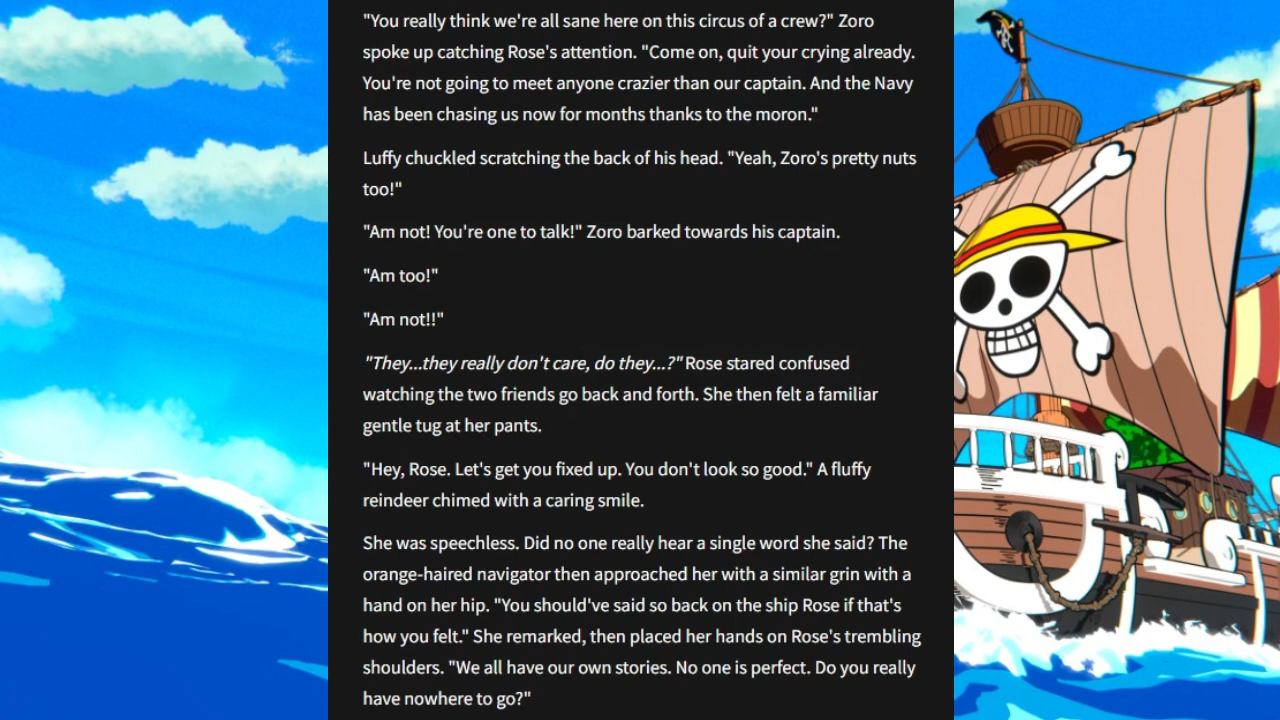 "You really think we're all sane here on this circus of a crew?" Zoro
spoke up catching Rose's attention. "Come on, quit your crying already.
You're not going to meet anyone crazier than our captain. And the Navy
has been chasing us now for months thanks to the moron."
Luffy chuckled scratching the back of his head. "Yeah, Zoro's pretty nuts
too!"
"Am not! You're one to talk!" Zoro barked towards his captain.
"Am too!"
"Am not!!"
"They...they really don't care, do they...?" Rose stared confused
watching the two friends go back and forth. She then felt a familiar
gentle tug at her pants.
"Hey, Rose. Let's get you fixed up. You don't look so good." A fluffy
reindeer chimed with a caring smile.
She was speechless. Did no one really hear a single word she said? The
orange-haired navigator then approached her with a similar grin with a
hand on her hip. "You should've said so back on the ship Rose if that's
how you felt." She remarked, then placed her hands on Rose's trembling
shoulders. "We all have our own stories. No one is perfect. Do you really
have nowhere to go?"